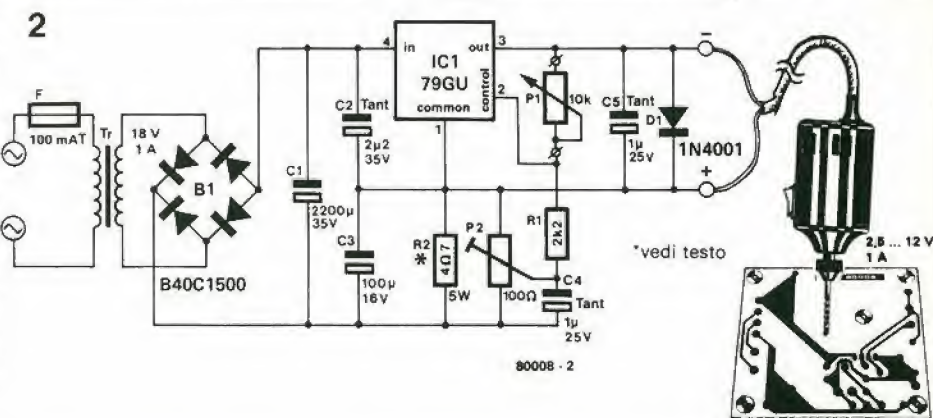 2
F
100 mAT
Tr
18 V
1 A
B1
B40C1500
C1
2200µ
35V
C2 Tant
2µ2
35V
C3
100µ
16V
4 in out 3
IC1
79GU
control
2
common
1
P1
10k
C5 Tant
1µ
25V
D1
1N4001
−
+
R2
*
4Ω7
5W
P2
100Ω
R1
2k2
C4
Tant
1µ
25V
*vedi testo
2,5 ... 12 V
1 A
80008 - 2